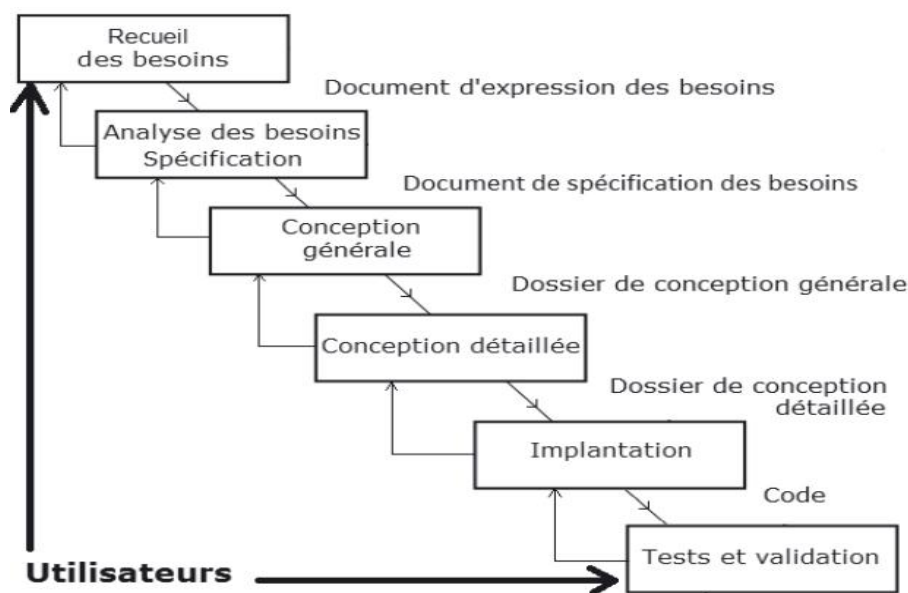 Recueil
des besoins
Document d'expression des besoins
Analyse des besoins
Spécification
Document de spécification des besoins
Conception
générale
Dossier de conception générale
Conception détaillée
Dossier de conception
détaillée
Implantation
Code
Tests et validation
Utilisateurs